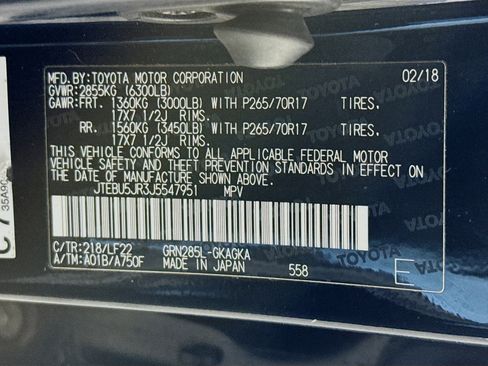 MFD.BY:TOYOTA MOTOR CORPORATION 02/18
GVWR:2855KG (6300LB)
GAWR:FRT. 1360KG (3000LB) WITH P265/70R17 TIRES.
17X7 1/2J RIMS.
RR. 1560KG (3450LB) WITH P265/70R17 TIRES.
17X7 1/2J RIMS.
THIS VEHICLE CONFORMS TO ALL APPLICABLE FEDERAL MOTOR
VEHICLE SAFETY AND THEFT PREVENTION STANDARDS IN EFFECT
ON THE DATE OF MANUFACTURE SHOWN ABOVE.
JTEBU5JR3J5547951 MPV
C/TR:218/LF22 GRN285L-GKAGKA
A/TM:A01B/A750F MADE IN JAPAN 558 E